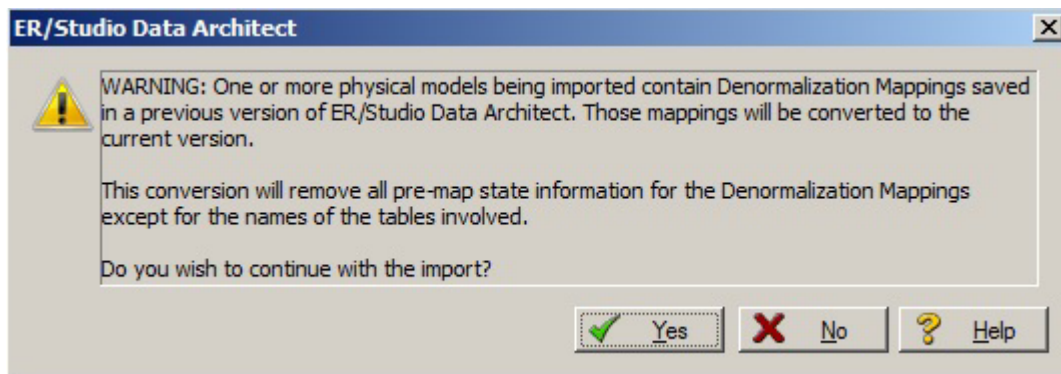 ER/Studio Data Architect
WARNING: One or more physical models being imported contain Denormalization Mappings saved
in a previous version of ER/Studio Data Architect. Those mappings will be converted to the
current version.
This conversion will remove all pre-map state information for the Denormalization Mappings
except for the names of the tables involved.
Do you wish to continue with the import?
Yes No Help